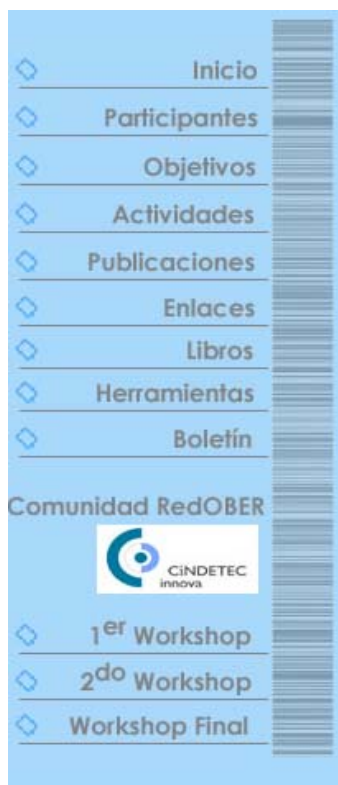 Inicio
Participantes
Objetivos
Actividades
Publicaciones
Enlaces
Libros
Herramientas
Boletín
Comunidad RedOBER
CiNDETEC
innova
1er Workshop
2do Workshop
Workshop Final